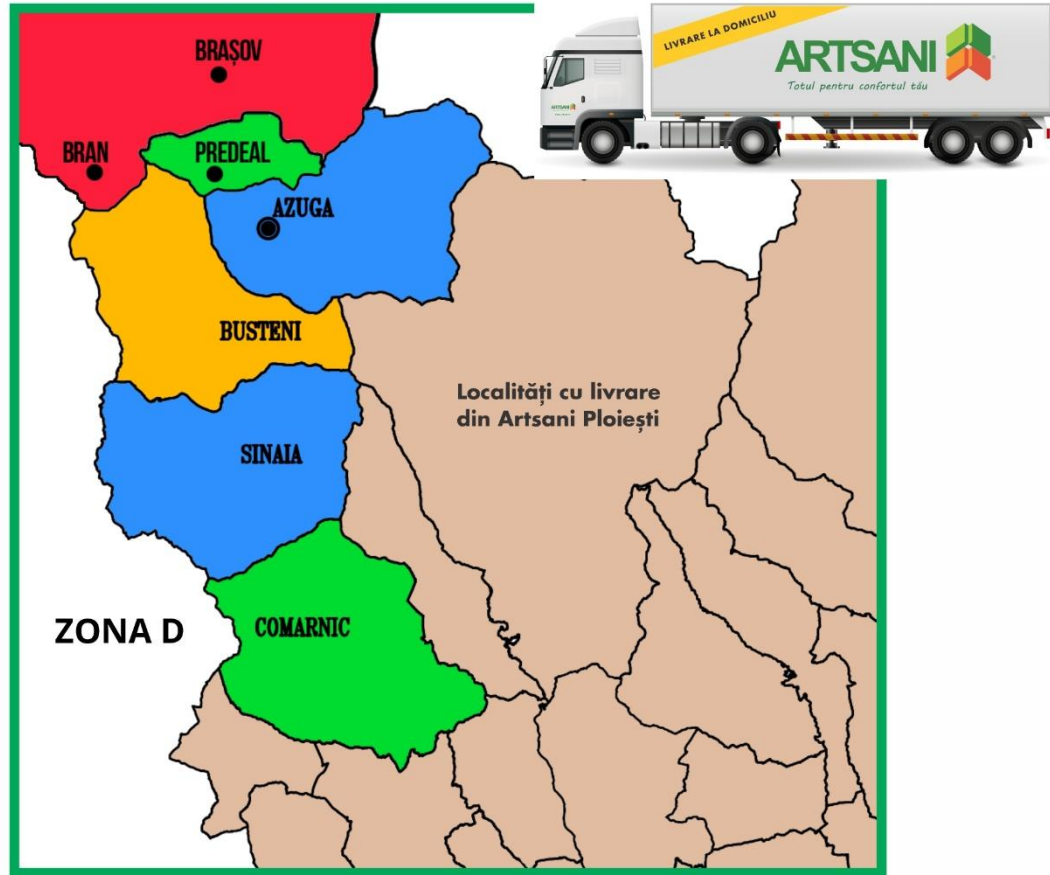 BRAȘOV
BRAN
PREDEAL
AZUGA
BUSTENI
SINAIA
COMARNIC
ZONA D
Localități cu livrare
din Artsani Ploiești
LIVRARE LA DOMICILIU
ARTSANI
Totul pentru confortul tău
ARTSANI